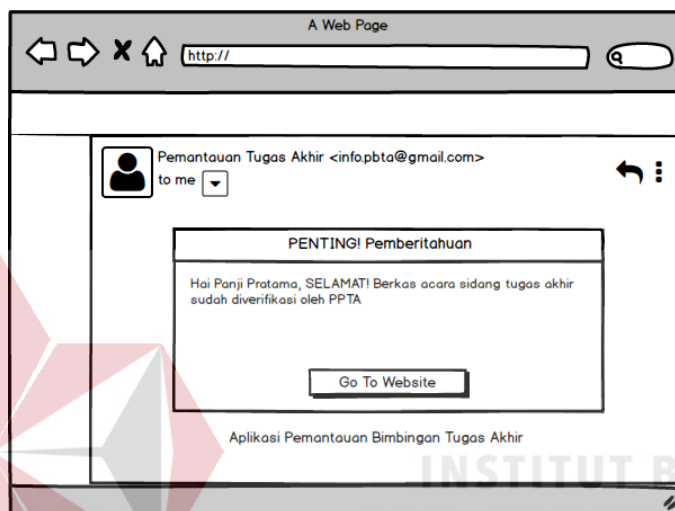 A Web Page
http://
Pemantauan Tugas Akhir <info.pbta@gmail.com>
to me
PENTING! Pemberitahuan
Hai Panji Pratama, SELAMAT! Berkas acara sidang tugas akhir
sudah diverifikasi oleh PPTA
Go To Website
Aplikasi Pemantauan Bimbingan Tugas Akhir
INSTITUT B